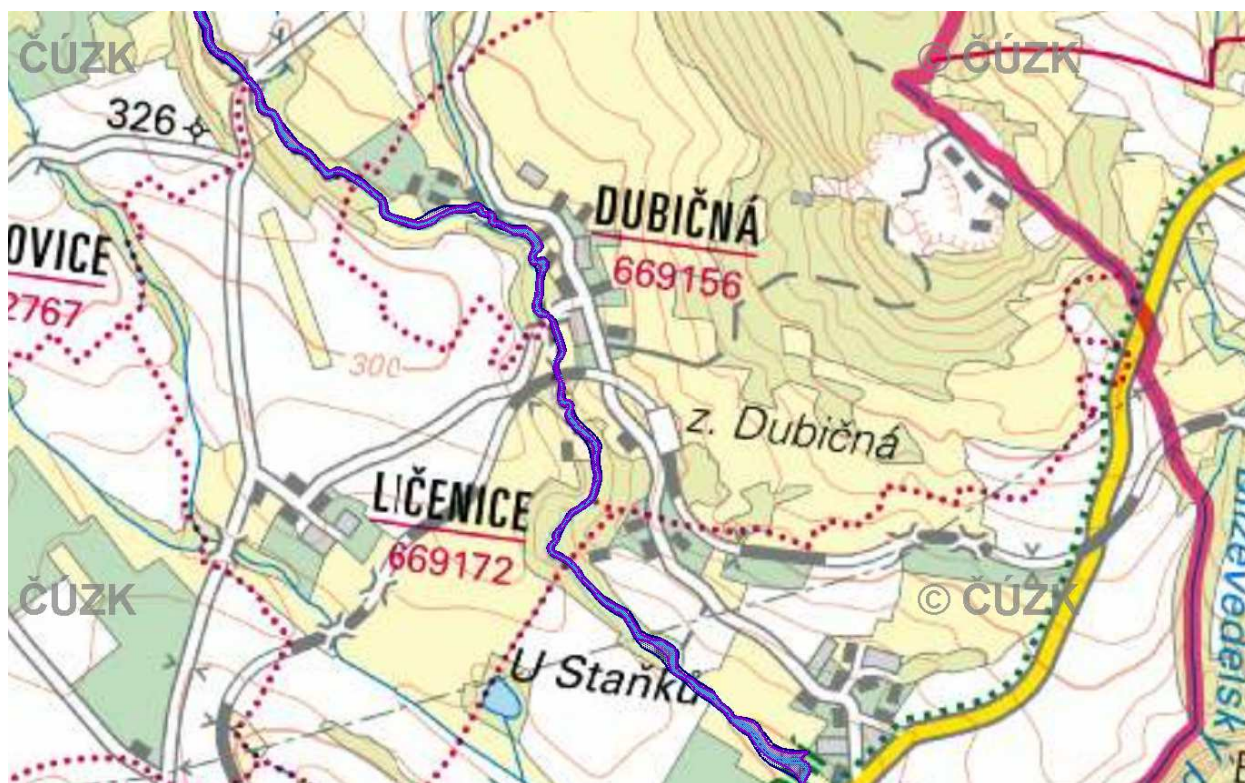 ČÚZK
© ČÚZK
326
DUBIČNÁ
669156
OVICE
2767
300
z. Dubičná
LIČENICE
669172
ČÚZK
© ČÚZK
U Staňků